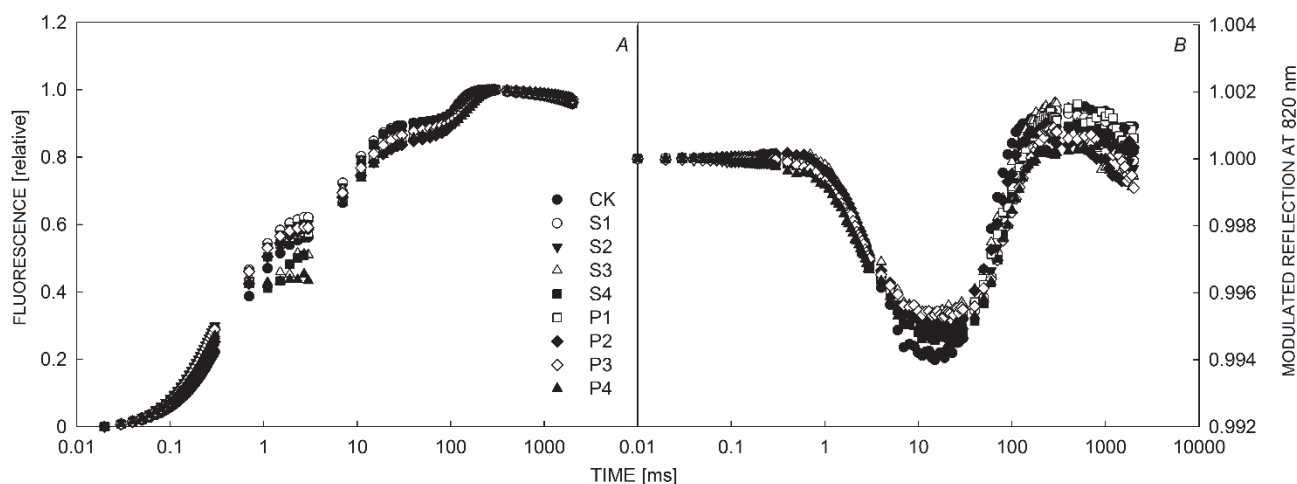 1.2
1.0
0.8
0.6
0.4
0.2
0
FLUORESCENCE [relative]
A
CK
S1
S2
S3
S4
P1
P2
P3
P4
0.01 0.1 1 10 100 1000
B
1.004
1.002
1.000
0.998
0.996
0.995
0.994
0.992
MODULATED REFLECTION AT 820 nm
0.01 0.1 1 10 100 1000 10000
TIME [ms]